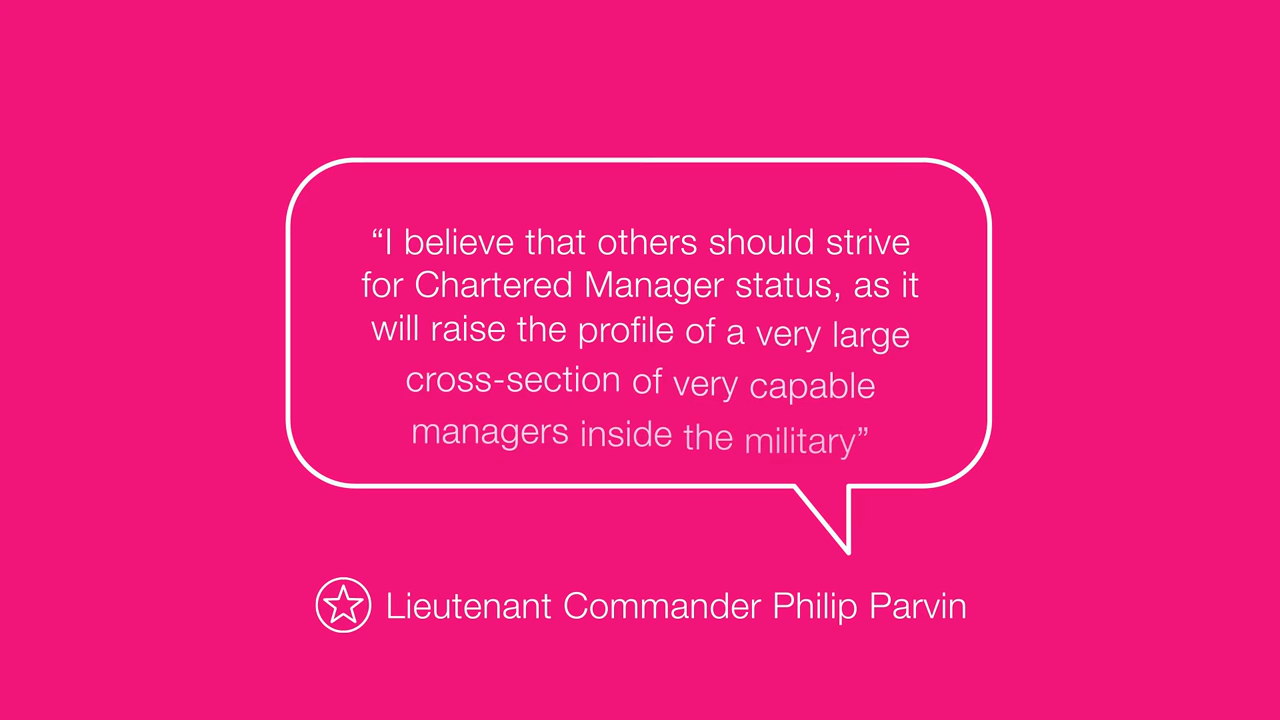 “I believe that others should strive
for Chartered Manager status, as it
will raise the profile of a very large
cross-section of very capable
managers inside the military”
Lieutenant Commander Philip Parvin